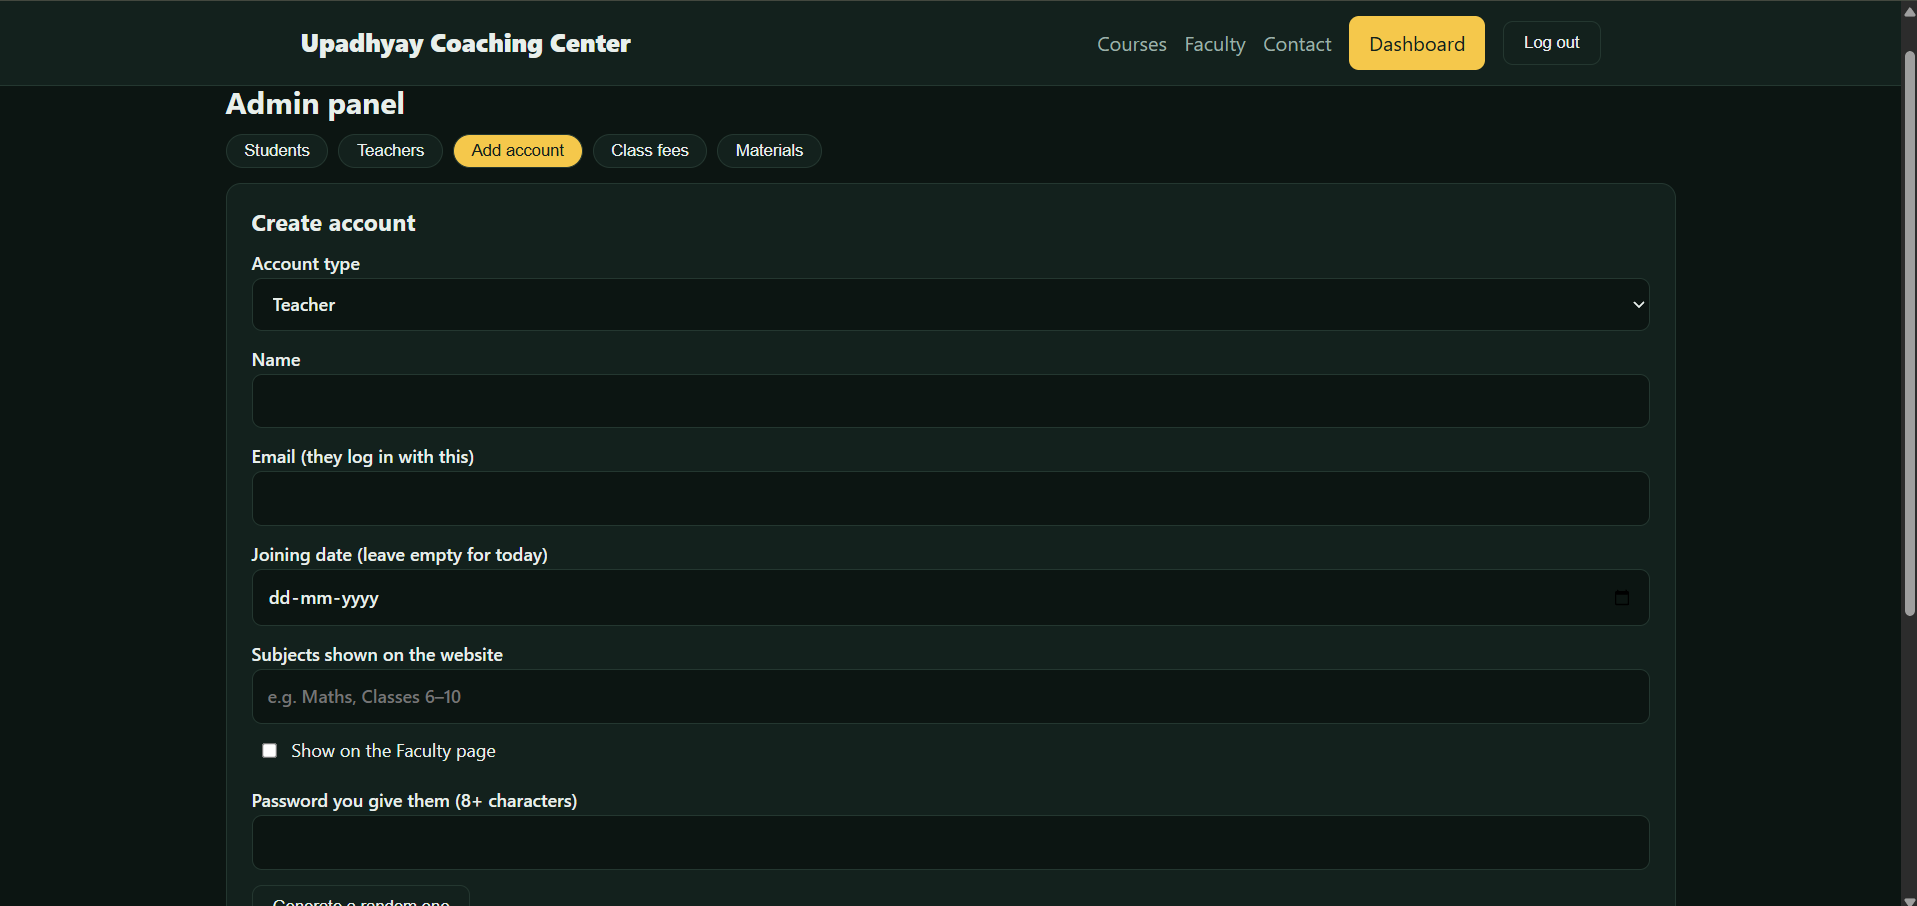 Upadhyay Coaching Center
Courses Faculty Contact Dashboard Log out
Admin panel
Students Teachers Add account Class fees Materials
Create account
Account type
Teacher
Name
Email (they log in with this)
Joining date (leave empty for today)
dd-mm-yyyy
Subjects shown on the website
e.g. Maths, Classes 6–10
Show on the Faculty page
Password you give them (8+ characters)
Generate a random one